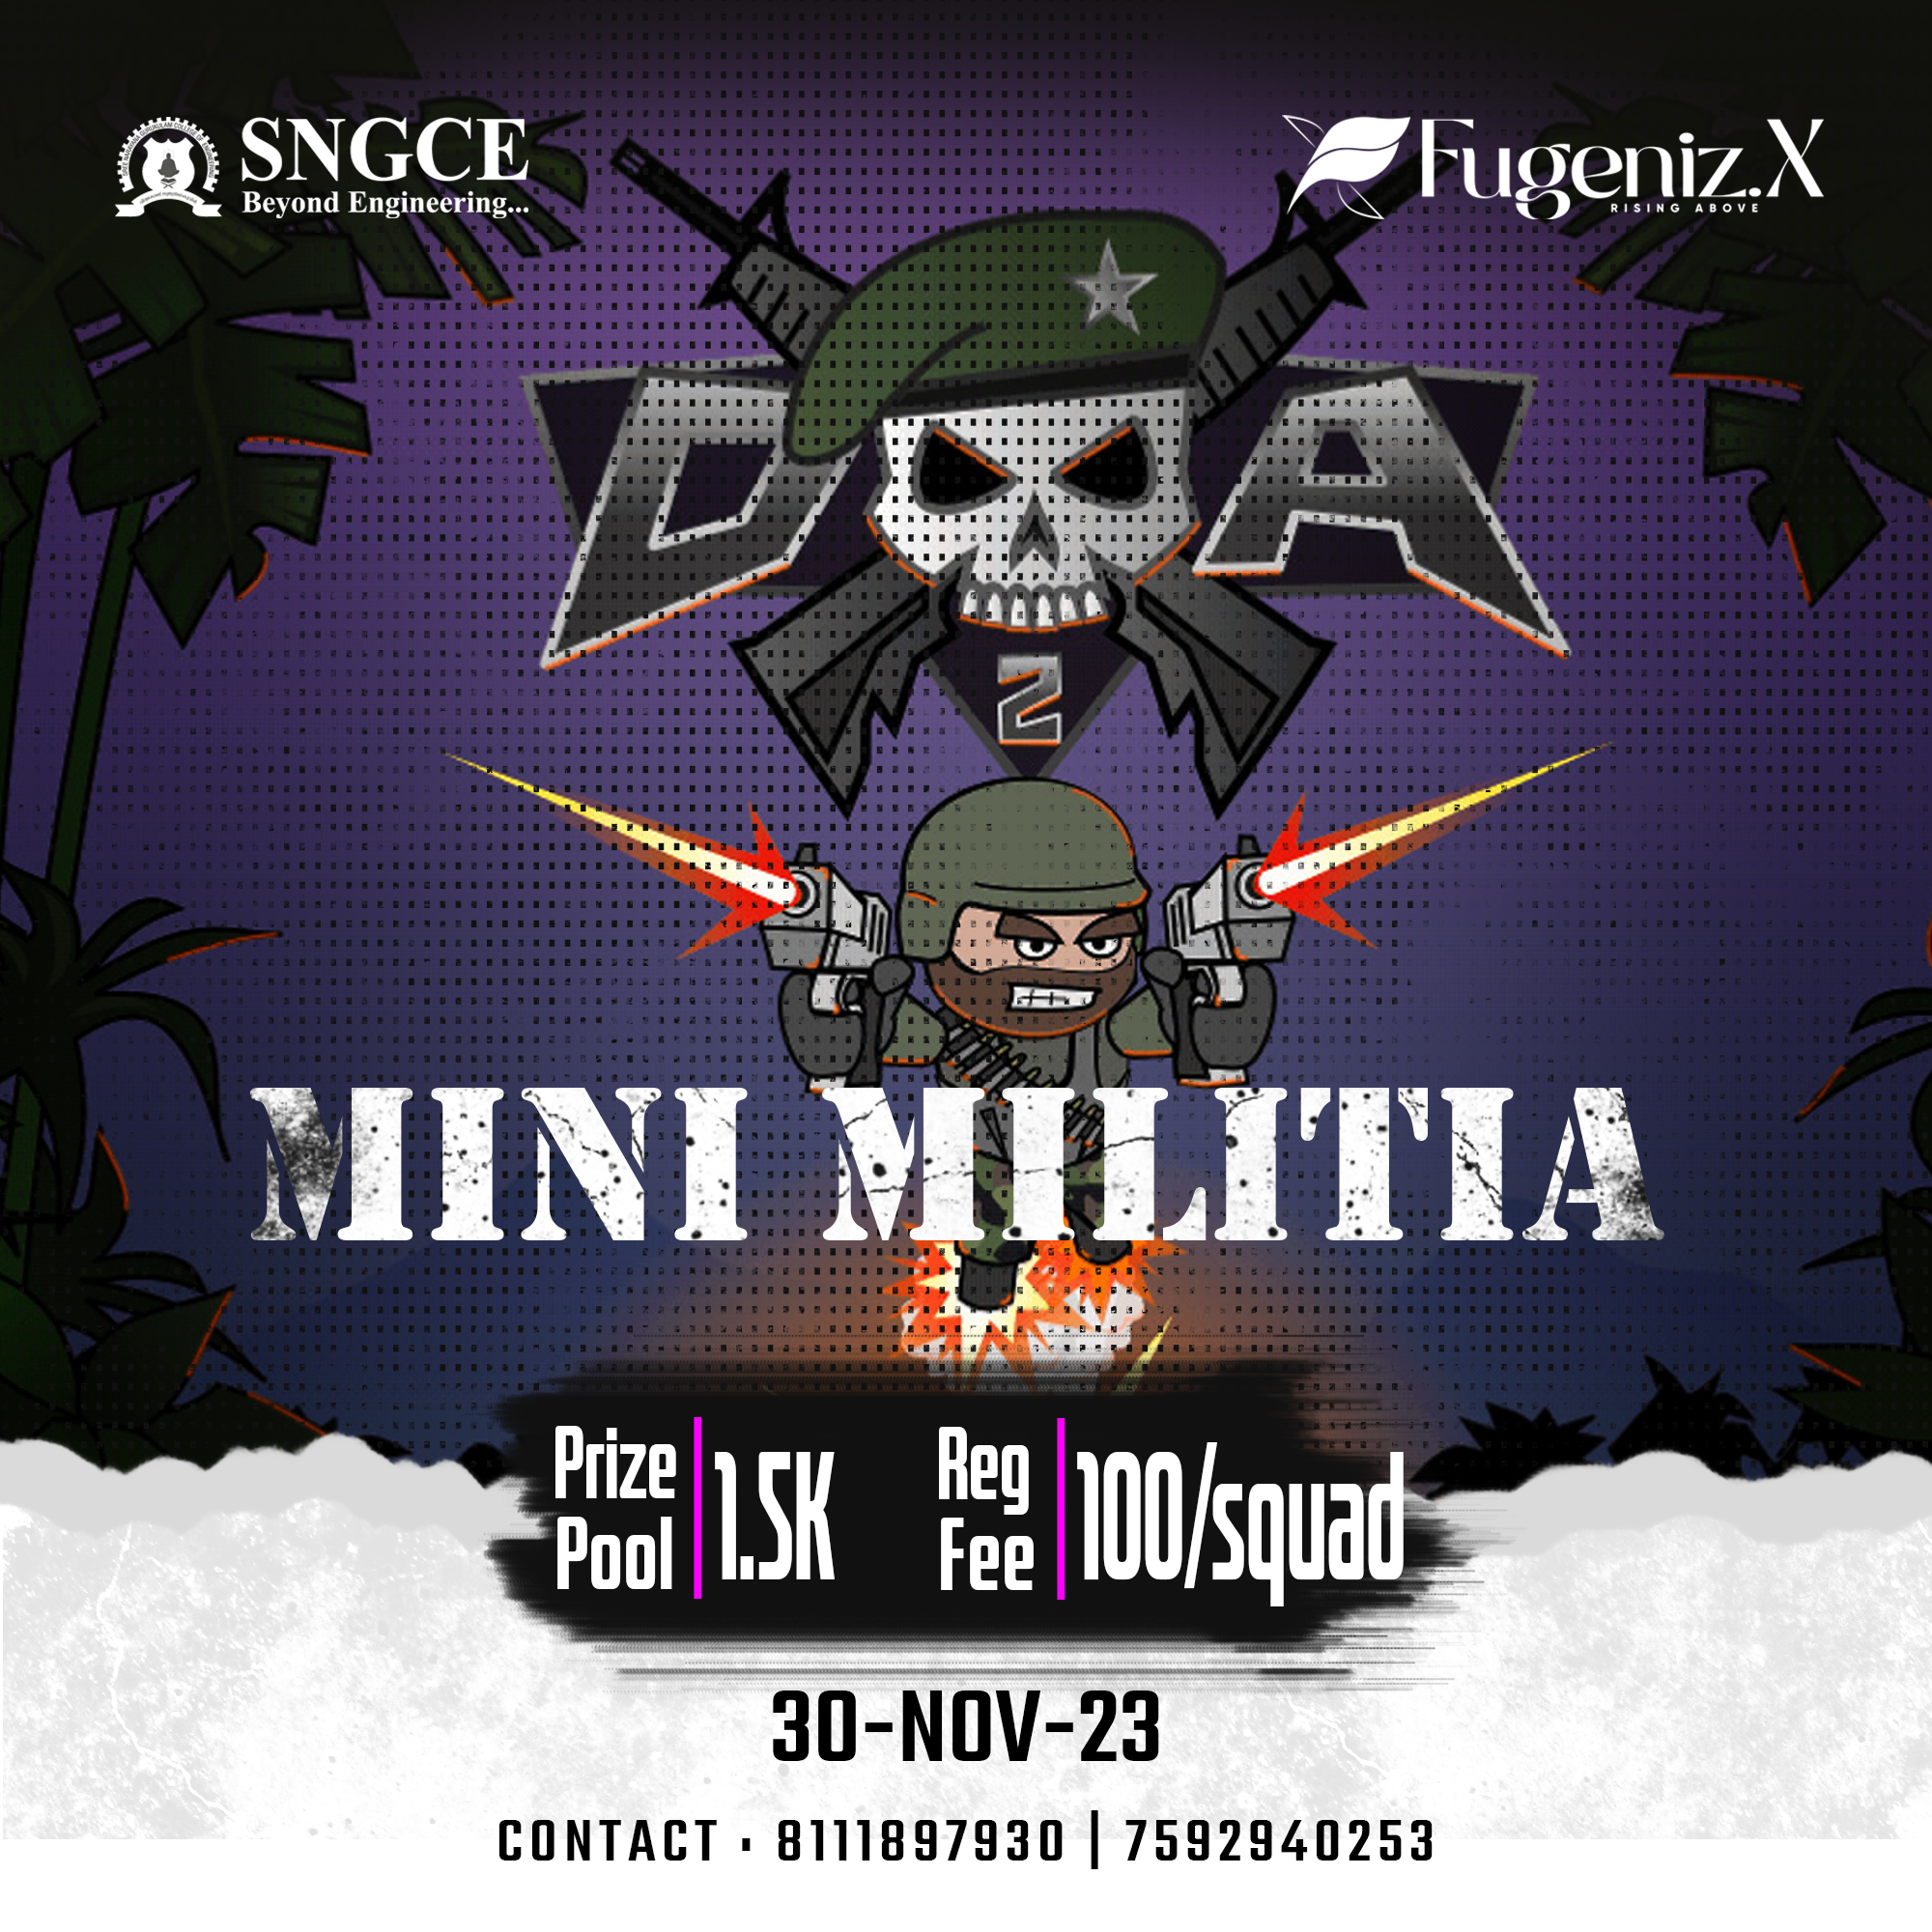 SNGCE
Beyond Engineering...
Fugeniz.X
RISING ABOVE
D A
2
MINI MILITIA
Prize Pool 1.5K
Reg Fee 100/squad
30-NOV-23
CONTACT · 8111897930 | 7592940253